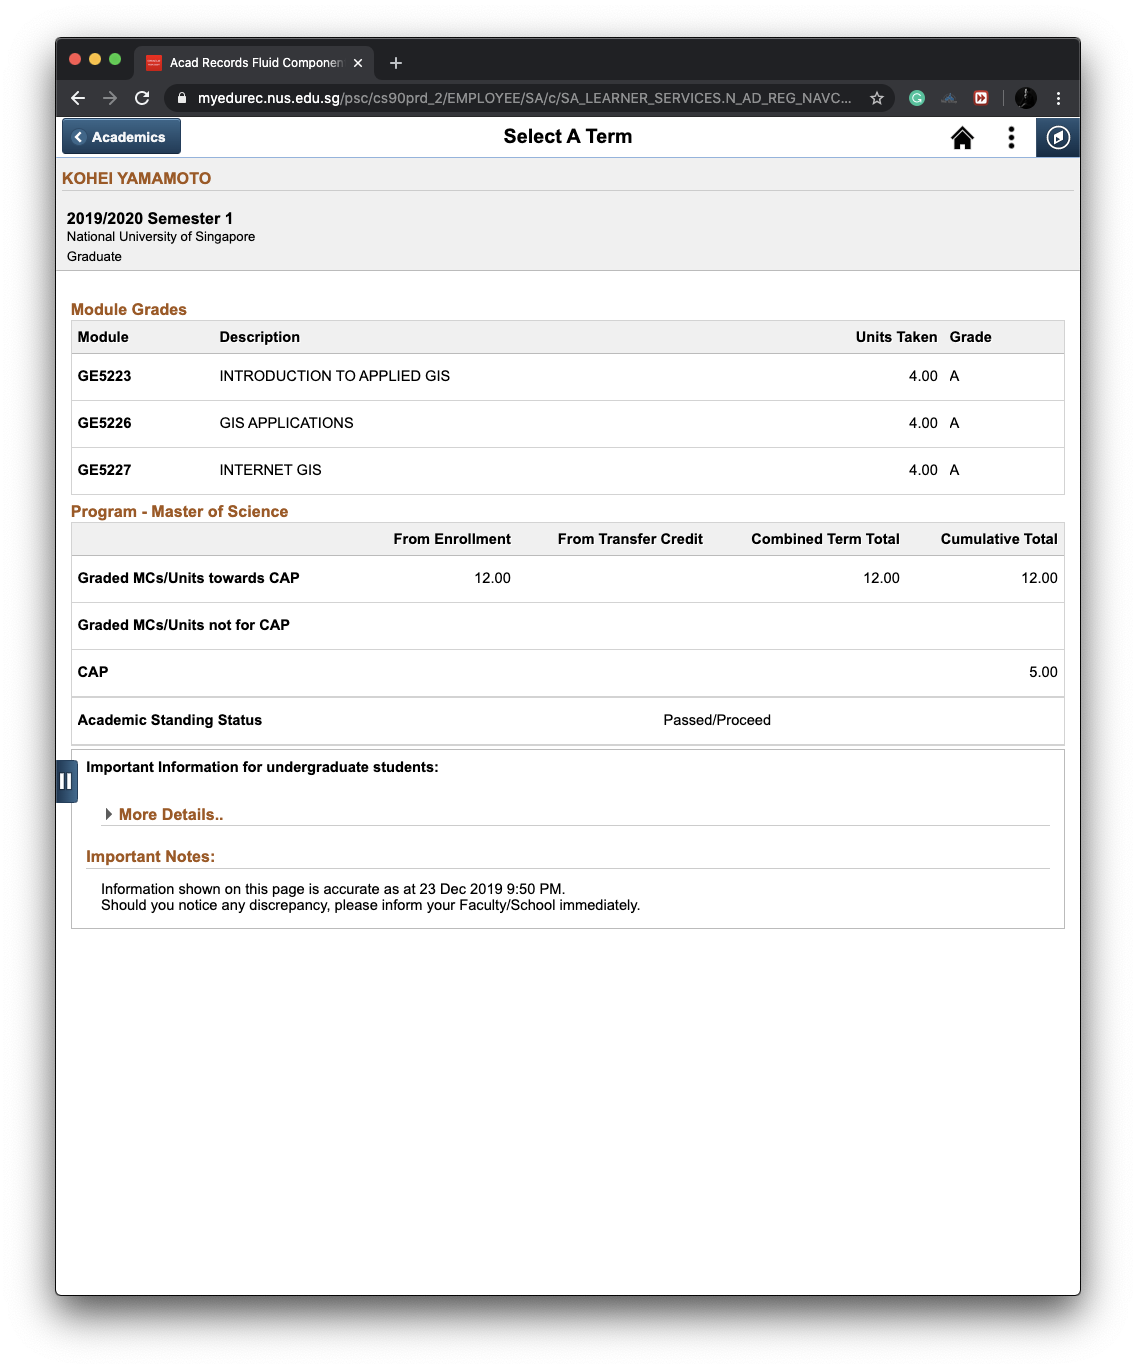 Acad Records Fluid Componen
myedurec.nus.edu.sg/psc/cs90prd_2/EMPLOYEE/SA/c/SA_LEARNER_SERVICES.N_AD_REG_NAVC...
Academics
Select A Term
KOHEI YAMAMOTO
2019/2020 Semester 1
National University of Singapore
Graduate
Module Grades
Module Description Units Taken Grade
GE5223 INTRODUCTION TO APPLIED GIS 4.00 A
GE5226 GIS APPLICATIONS 4.00 A
GE5227 INTERNET GIS 4.00 A
Program - Master of Science
From Enrollment From Transfer Credit Combined Term Total Cumulative Total
Graded MCs/Units towards CAP 12.00 12.00 12.00
Graded MCs/Units not for CAP
CAP 5.00
Academic Standing Status Passed/Proceed
Important Information for undergraduate students:
More Details..
Important Notes:
Information shown on this page is accurate as at 23 Dec 2019 9:50 PM.
Should you notice any discrepancy, please inform your Faculty/School immediately.